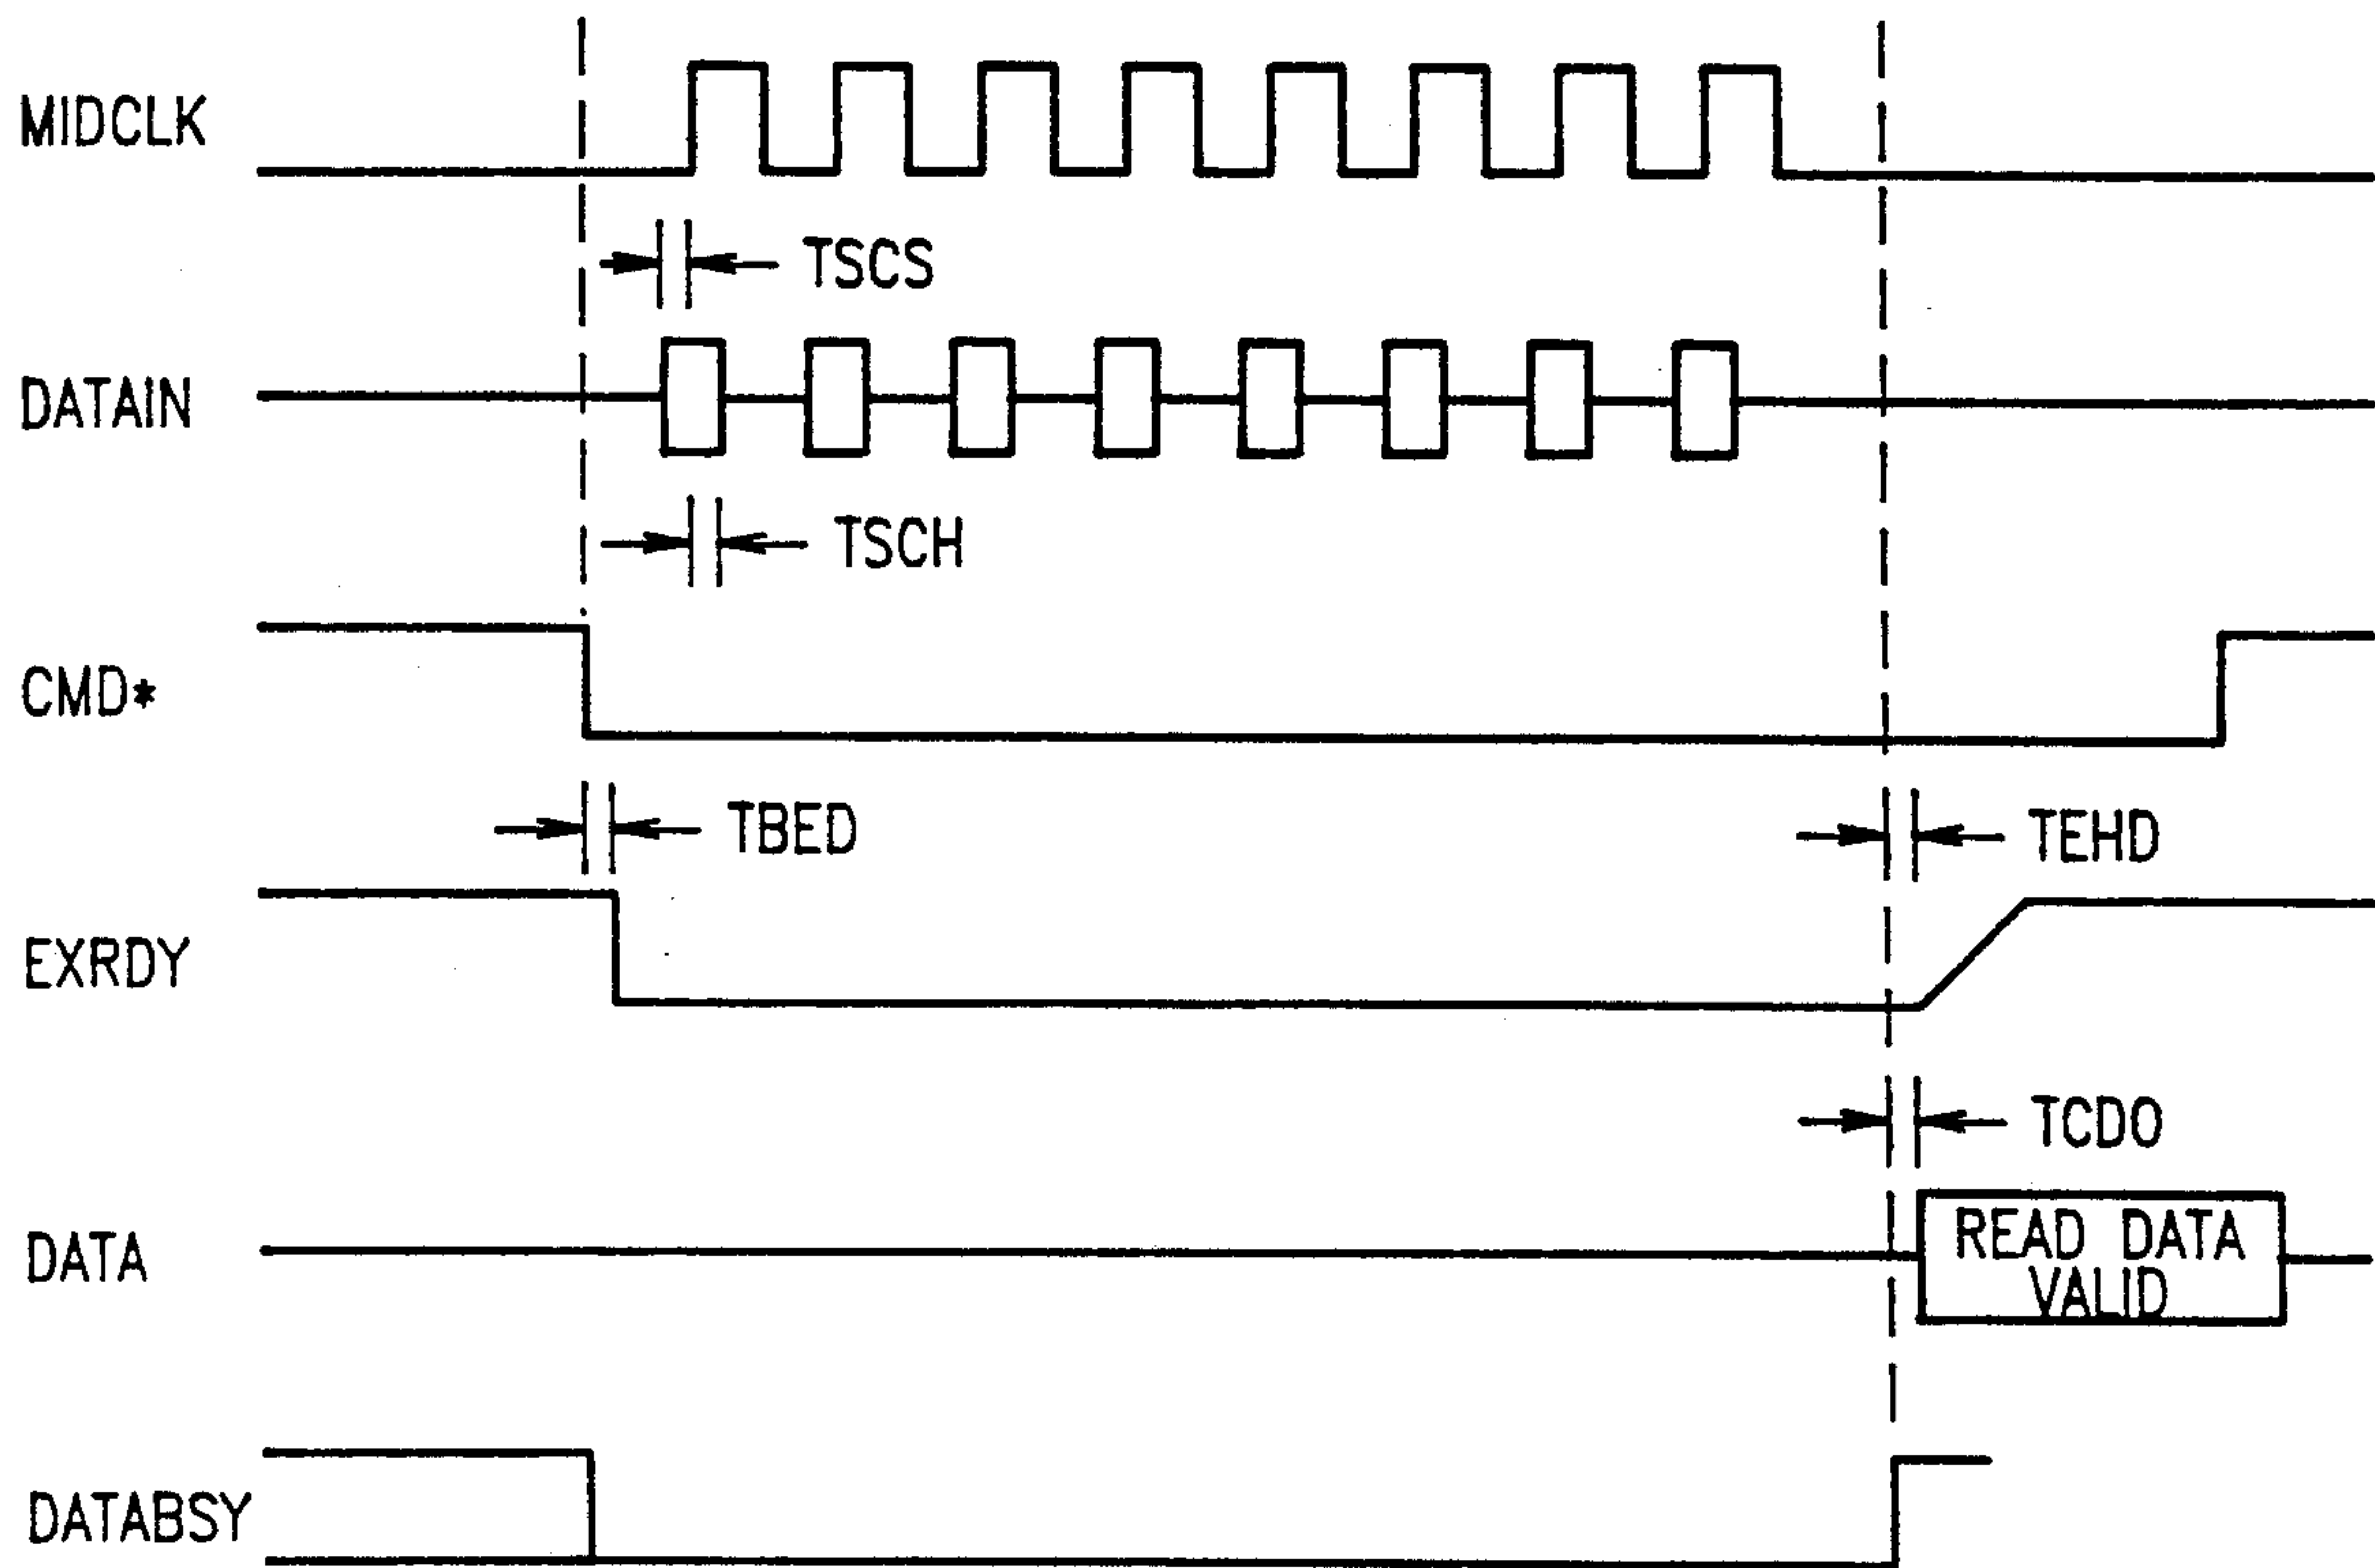 MIDCLK
TSCS
DATAIN
TSCH
CMD*
TBED
TEHD
EXRDY
TCDO
DATA
READ DATA
VALID
DATABSY